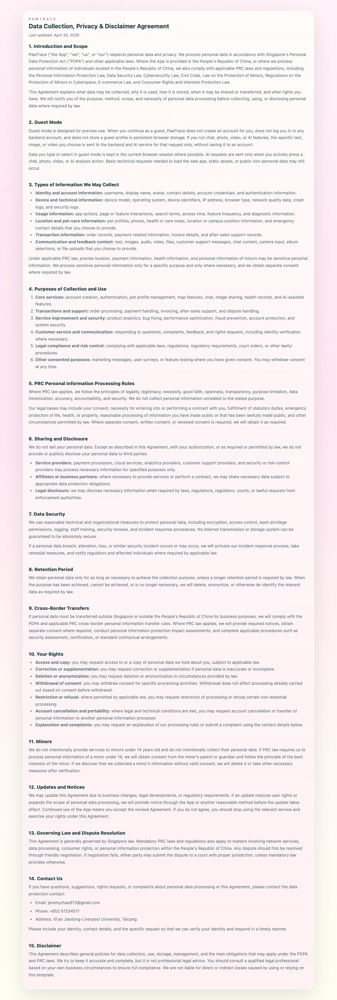 PAWTRACE
Data Collection, Privacy & Disclaimer Agreement
Last updated: April 30, 2026
1. Introduction and Scope
PawTrace ("the App", "we", "us", or "our") respects personal data and privacy. We process personal data in accordance with Singapore's Personal
Data Protection Act ("PDPA") and other applicable laws. Where the App is provided in the People's Republic of China, or where we process
personal information of individuals located in the People's Republic of China, we also comply with applicable PRC laws and regulations, including
the Personal Information Protection Law, Data Security Law, Cybersecurity Law, Civil Code, Law on the Protection of Minors, Regulations on the
Protection of Minors in Cyberspace, E-commerce Law, and Consumer Rights and Interests Protection Law.
This Agreement explains what data may be collected, why it is used, how it is stored, when it may be shared or transferred, and what rights you
have. We will notify you of the purpose, method, scope, and necessity of personal data processing before collecting, using, or disclosing personal
data where required by law.
2. Guest Mode
Guest mode is designed for preview use. When you continue as a guest, PawTrace does not create an account for you, does not log you in to any
backend account, and does not store a guest profile in persistent browser storage. If you run chat, photo, video, or AI features, the specific text,
image, or video you choose is sent to the backend and AI service for that request only, without saving it to an account.
Data you type or select in guest mode is kept in the current browser session where possible. AI requests are sent only when you actively press a
chat, photo, video, or AI analysis action. Basic technical requests needed to load the web app, static assets, or public non-personal data may still
occur.
3. Types of Information We May Collect
• Identity and account information: username, display name, avatar, contact details, account credentials, and authentication information.
• Device and technical information: device model, operating system, device identifiers, IP address, browser type, network quality data, crash
logs, and security logs.
• Usage information: app actions, page or feature interactions, search terms, access time, feature frequency, and diagnostic information.
• Location and pet-care information: pet profiles, photos, health or care notes, location or campus position information, and emergency
contact details that you choose to provide.
• Transaction information: order records, payment-related information, invoice details, and after-sales support records.
• Communication and feedback content: text, images, audio, video, files, customer support messages, chat content, camera input, album
selections, or file uploads that you choose to provide.
Under applicable PRC law, precise location, payment information, health information, and personal information of minors may be sensitive personal
information. We process sensitive personal information only for a specific purpose and only where necessary, and we obtain separate consent
where required by law.
4. Purposes of Collection and Use
1. Core services: account creation, authentication, pet profile management, map features, chat, image sharing, health records, and AI-assisted
features.
2. Transactions and support: order processing, payment handling, invoicing, after-sales support, and dispute handling.
3. Service improvement and security: product analytics, bug fixing, performance optimization, fraud prevention, account protection, and
system security.
4. Customer service and communication: responding to questions, complaints, feedback, and rights requests, including identity verification
where necessary.
5. Legal compliance and risk control: complying with applicable laws, regulations, regulatory requirements, court orders, or other lawful
procedures.
6. Other consented purposes: marketing messages, user surveys, or feature testing where you have given consent. You may withdraw consent
at any time.
5. PRC Personal Information Processing Rules
Where PRC law applies, we follow the principles of legality, legitimacy, necessity, good faith, openness, transparency, purpose limitation, data
minimization, accuracy, accountability, and security. We do not collect personal information unrelated to the stated purpose.
Our legal bases may include your consent, necessity for entering into or performing a contract with you, fulfillment of statutory duties, emergency
protection of life, health, or property, reasonable processing of information you have made public or that has been lawfully made public, and other
circumstances permitted by law. Where separate consent, written consent, or renewed consent is required, we will obtain it as required.
6. Sharing and Disclosure
We do not sell your personal data. Except as described in this Agreement, with your authorization, or as required or permitted by law, we do not
provide or publicly disclose your personal data to third parties.
• Service providers: payment processors, cloud services, analytics providers, customer support providers, and security or risk-control
providers may process necessary information for specified purposes only.
• Affiliates or business partners: where necessary to provide services or perform a contract, we may share necessary data subject to
appropriate data protection obligations.
• Legal disclosure: we may disclose necessary information when required by laws, regulations, regulators, courts, or lawful requests from
enforcement authorities.
7. Data Security
We use reasonable technical and organizational measures to protect personal data, including encryption, access control, least-privilege
permissions, logging, staff training, security reviews, and incident response procedures. No internet transmission or storage system can be
guaranteed to be absolutely secure.
If a personal data breach, alteration, loss, or similar security incident occurs or may occur, we will activate our incident response process, take
remedial measures, and notify regulators and affected individuals where required by applicable law.
8. Retention Period
We retain personal data only for as long as necessary to achieve the collection purpose, unless a longer retention period is required by law. When
the purpose has been achieved, cannot be achieved, or is no longer necessary, we will delete, anonymize, or otherwise de-identify the relevant
data as required by law.
9. Cross-Border Transfers
If personal data must be transferred outside Singapore or outside the People's Republic of China for business purposes, we will comply with the
PDPA and applicable PRC cross-border personal information transfer rules. Where PRC law applies, we will provide required notices, obtain
separate consent where required, conduct personal information protection impact assessments, and complete applicable procedures such as
security assessment, certification, or standard contractual arrangements.
10. Your Rights
• Access and copy: you may request access to or a copy of personal data we hold about you, subject to applicable law.
• Correction or supplementation: you may request correction or supplementation if personal data is inaccurate or incomplete.
• Deletion or anonymization: you may request deletion or anonymization in circumstances provided by law.
• Withdrawal of consent: you may withdraw consent for specific processing activities. Withdrawal does not affect processing already carried
out based on consent before withdrawal.
• Restriction or refusal: where permitted by applicable law, you may request restriction of processing or refuse certain non-essential
processing.
• Account cancellation and portability: where legal and technical conditions are met, you may request account cancellation or transfer of
personal information to another personal information processor.
• Explanation and complaints: you may request an explanation of our processing rules or submit a complaint using the contact details below.
11. Minors
We do not intentionally provide services to minors under 14 years old and do not intentionally collect their personal data. If PRC law requires us to
process personal information of a minor under 14, we will obtain consent from the minor's parent or guardian and follow the principle of the best
interests of the minor. If we discover that we collected a minor's information without valid consent, we will delete it or take other necessary
measures after verification.
12. Updates and Notices
We may update this Agreement due to business changes, legal developments, or regulatory requirements. If an update reduces user rights or
expands the scope of personal data processing, we will provide notice through the App or another reasonable method before the update takes
effect. Continued use of the App means you accept the revised Agreement. If you do not agree, you should stop using the relevant service and
exercise your rights under this Agreement.
13. Governing Law and Dispute Resolution
This Agreement is generally governed by Singapore law. Mandatory PRC laws and regulations also apply to matters involving network services,
data processing, consumer rights, or personal information protection within the People's Republic of China. Any dispute should first be resolved
through friendly negotiation. If negotiation fails, either party may submit the dispute to a court with proper jurisdiction, unless mandatory law
provides otherwise.
14. Contact Us
If you have questions, suggestions, rights requests, or complaints about personal data processing or this Agreement, please contact the data
protection contact:
• Email: jeremyzhao613@gmail.com
• Phone: +852 61334511
• Address: Xi'an Jiaotong-Liverpool University, Taicang
Please include your identity, contact details, and the specific request so that we can verify your identity and respond in a timely manner.
15. Disclaimer
This Agreement describes general policies for data collection, use, storage, management, and the main obligations that may apply under the PDPA
and PRC laws. We try to keep it accurate and complete, but it is not professional legal advice. You should consult a qualified legal professional
based on your own business circumstances to ensure full compliance. We are not liable for direct or indirect losses caused by using or relying on
this template.